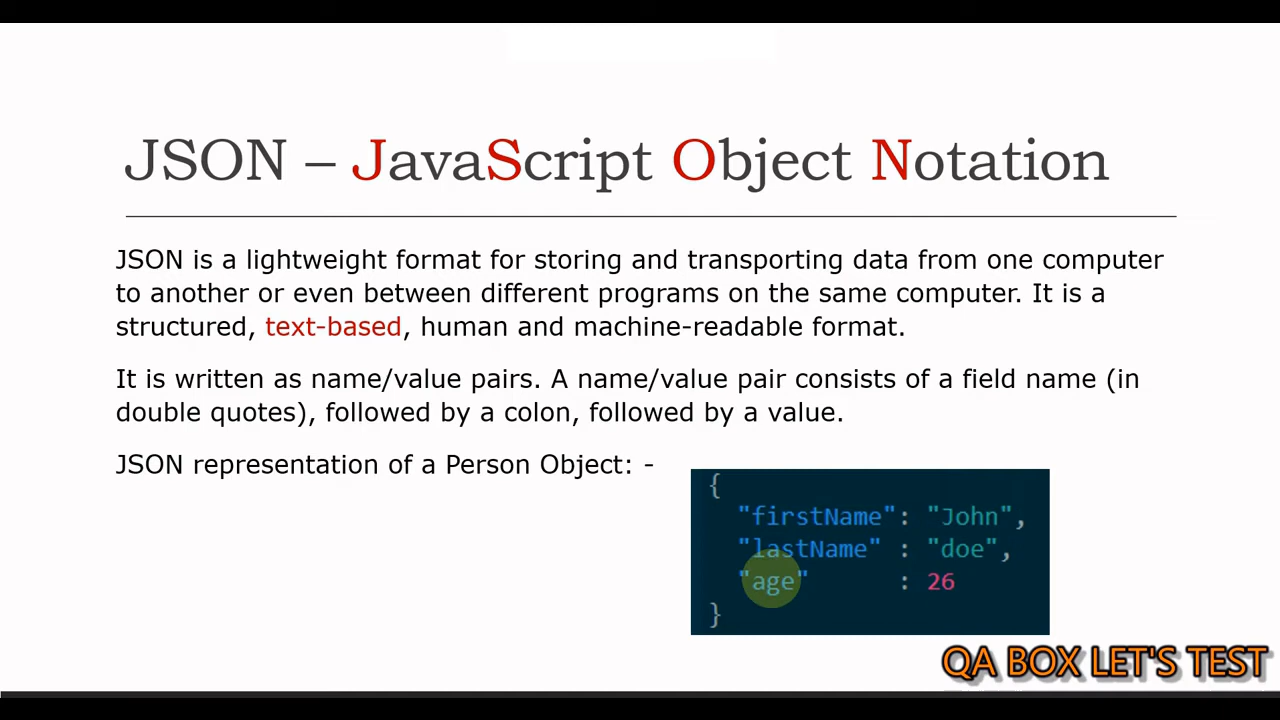 JSON – JavaScript Object Notation
JSON is a lightweight format for storing and transporting data from one computer
to another or even between different programs on the same computer. It is a
structured, text-based, human and machine-readable format.
It is written as name/value pairs. A name/value pair consists of a field name (in
double quotes), followed by a colon, followed by a value.
JSON representation of a Person Object: -
{
"firstName": "John",
"lastName" : "doe",
"age" : 26
}
QA BOX LET'S TEST